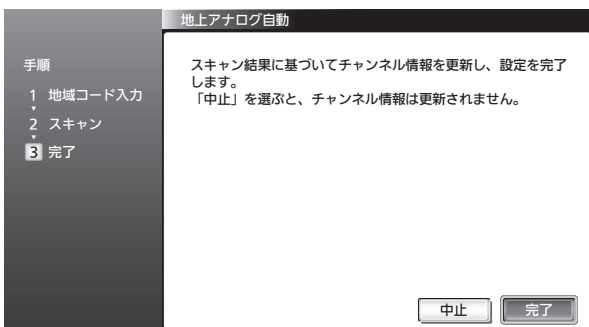 地上アナログ自動
手順
1 地域コード入力
2 スキャン
3 完了
スキャン結果に基づいてチャンネル情報を更新し、設定を完了
します。
「中止」を選ぶと、チャンネル情報は更新されません。
中止
完了